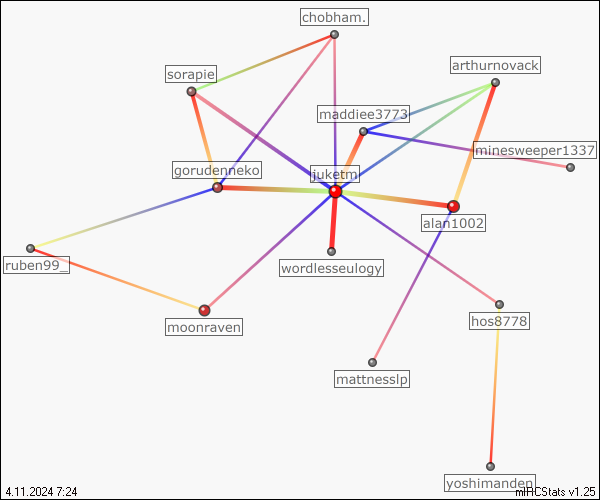 chobham.
arthurnovack
sorapie
maddiee3773
minesweeper1337
gorudenneko
juketm
alan1002
ruben99_
wordlesseulogy
moonraven
hos8778
mattnesslp
yoshimanden_
4.11.2024 7:24
mIRCStats v1.25